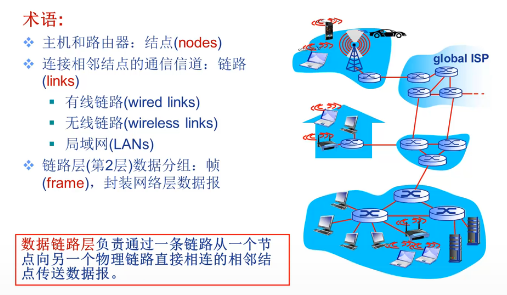 术语:
❖ 主机和路由器：结点(nodes)
❖ 连接相邻结点的通信信道：链路
(links)
▪ 有线链路(wired links)
▪ 无线链路(wireless links)
▪ 局域网(LANs)
❖ 链路层(第2层)数据分组：帧
(frame)，封装网络层数据报
数据链路层负责通过一条链路从一个节
点向另一个物理链路直接相连的相邻结
点传送数据报。
global ISP